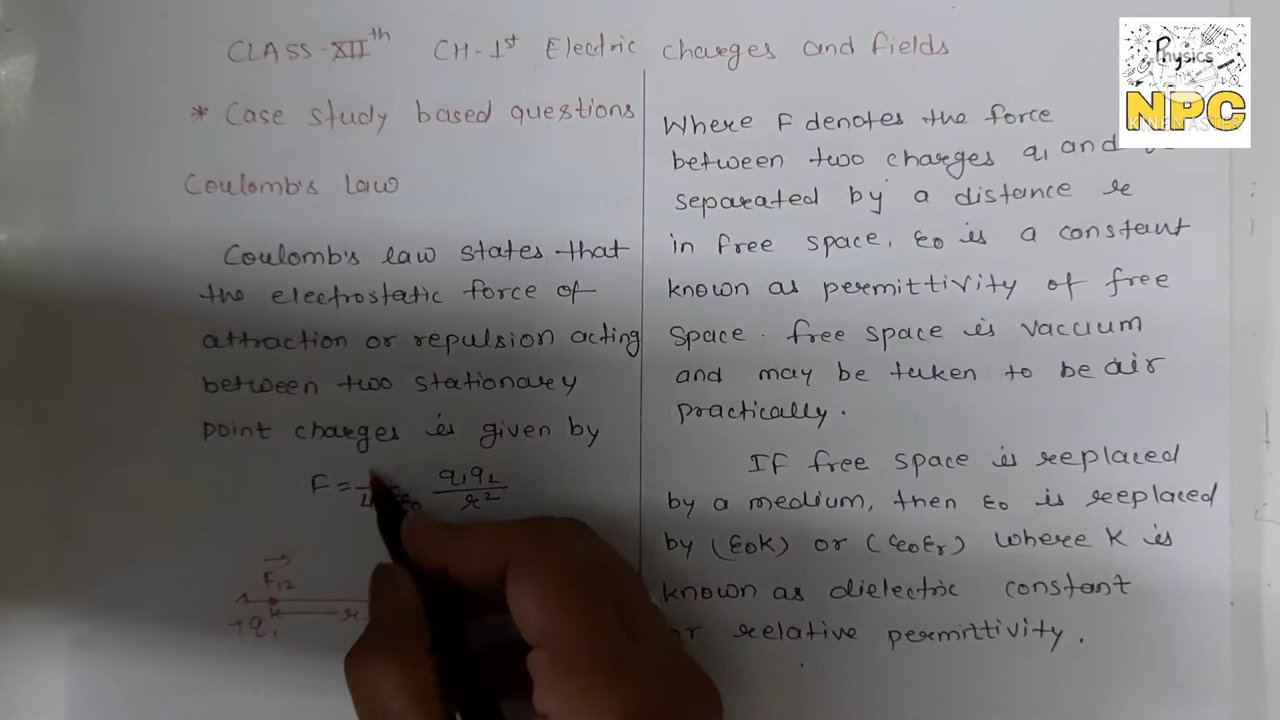 CLASS-XIIth CH-1st Electric charges and fields
* Case study based questions
Coulomb's law
Coulomb's law states that
the electrostatic force of
attraction or repulsion acting
between two stationary
point charges is given by
F = q1q2 / r²
F12
r
+q1
Where F denotes the force
between two charges q1 and
separated by a distance r
in free space, ε0 is a constant
known as permittivity of free
space. free space is vaccium
and may be taken to be air
practically.
If free space is replaced
by a medium, then ε0 is replaced
by (ε0K) or (ε0εr) where K is
known as dielectric constant
or relative permittivity.
Physics
NPC
KINEMASTER